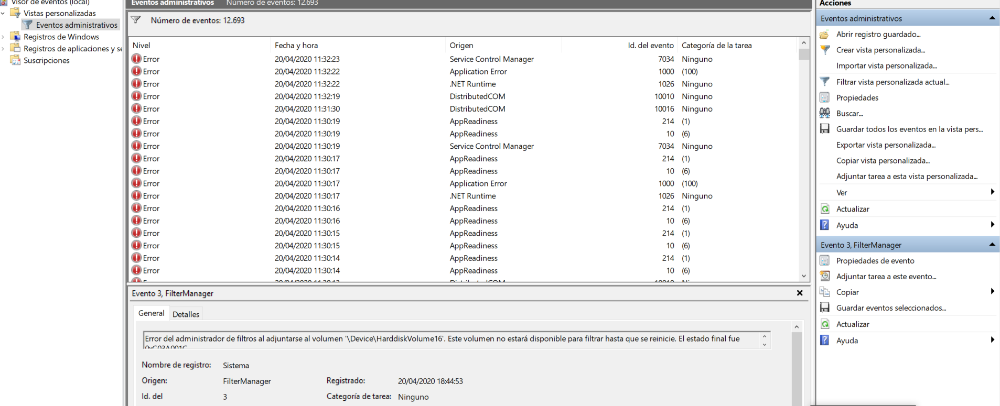 Visor de eventos (local)
Vistas personalizadas
Eventos administrativos
Registros de Windows
Registros de aplicaciones y se
Suscripciones
Eventos administrativos Número de eventos: 12.693
Número de eventos: 12.693
Nivel Fecha y hora Origen Id. del evento Categoría de la tarea
Error 20/04/2020 11:32:23 Service Control Manager 7034 Ninguno
Error 20/04/2020 11:32:22 Application Error 1000 (100)
Error 20/04/2020 11:32:22 .NET Runtime 1026 Ninguno
Error 20/04/2020 11:32:19 DistributedCOM 10010 Ninguno
Error 20/04/2020 11:31:30 DistributedCOM 10016 Ninguno
Error 20/04/2020 11:30:19 AppReadiness 214 (1)
Error 20/04/2020 11:30:19 AppReadiness 10 (6)
Error 20/04/2020 11:30:19 Service Control Manager 7034 Ninguno
Error 20/04/2020 11:30:17 AppReadiness 214 (1)
Error 20/04/2020 11:30:17 AppReadiness 10 (6)
Error 20/04/2020 11:30:17 Application Error 1000 (100)
Error 20/04/2020 11:30:17 .NET Runtime 1026 Ninguno
Error 20/04/2020 11:30:16 AppReadiness 214 (1)
Error 20/04/2020 11:30:16 AppReadiness 10 (6)
Error 20/04/2020 11:30:15 AppReadiness 214 (1)
Error 20/04/2020 11:30:15 AppReadiness 10 (6)
Error 20/04/2020 11:30:14 AppReadiness 214 (1)
Error 20/04/2020 11:30:14 AppReadiness 10 (6)
Evento 3, FilterManager
General Detalles
Error del administrador de filtros al adjuntarse al volumen '\Device\HarddiskVolume16'. Este volumen no estará disponible para filtrar hasta que se reinicie. El estado final fue
0xC03A001C
Nombre de registro: Sistema
Origen: FilterManager Registrado: 20/04/2020 18:44:53
Id. del 3 Categoría de tarea: Ninguno
Acciones
Eventos administrativos
Abrir registro guardado...
Crear vista personalizada...
Importar vista personalizada...
Filtrar vista personalizada actual...
Propiedades
Buscar...
Guardar todos los eventos en la vista pers...
Exportar vista personalizada...
Copiar vista personalizada...
Adjuntar tarea a esta vista personalizada...
Ver
Actualizar
Ayuda
Evento 3, FilterManager
Propiedades de evento
Adjuntar tarea a este evento...
Copiar
Guardar eventos seleccionados...
Actualizar
Ayuda